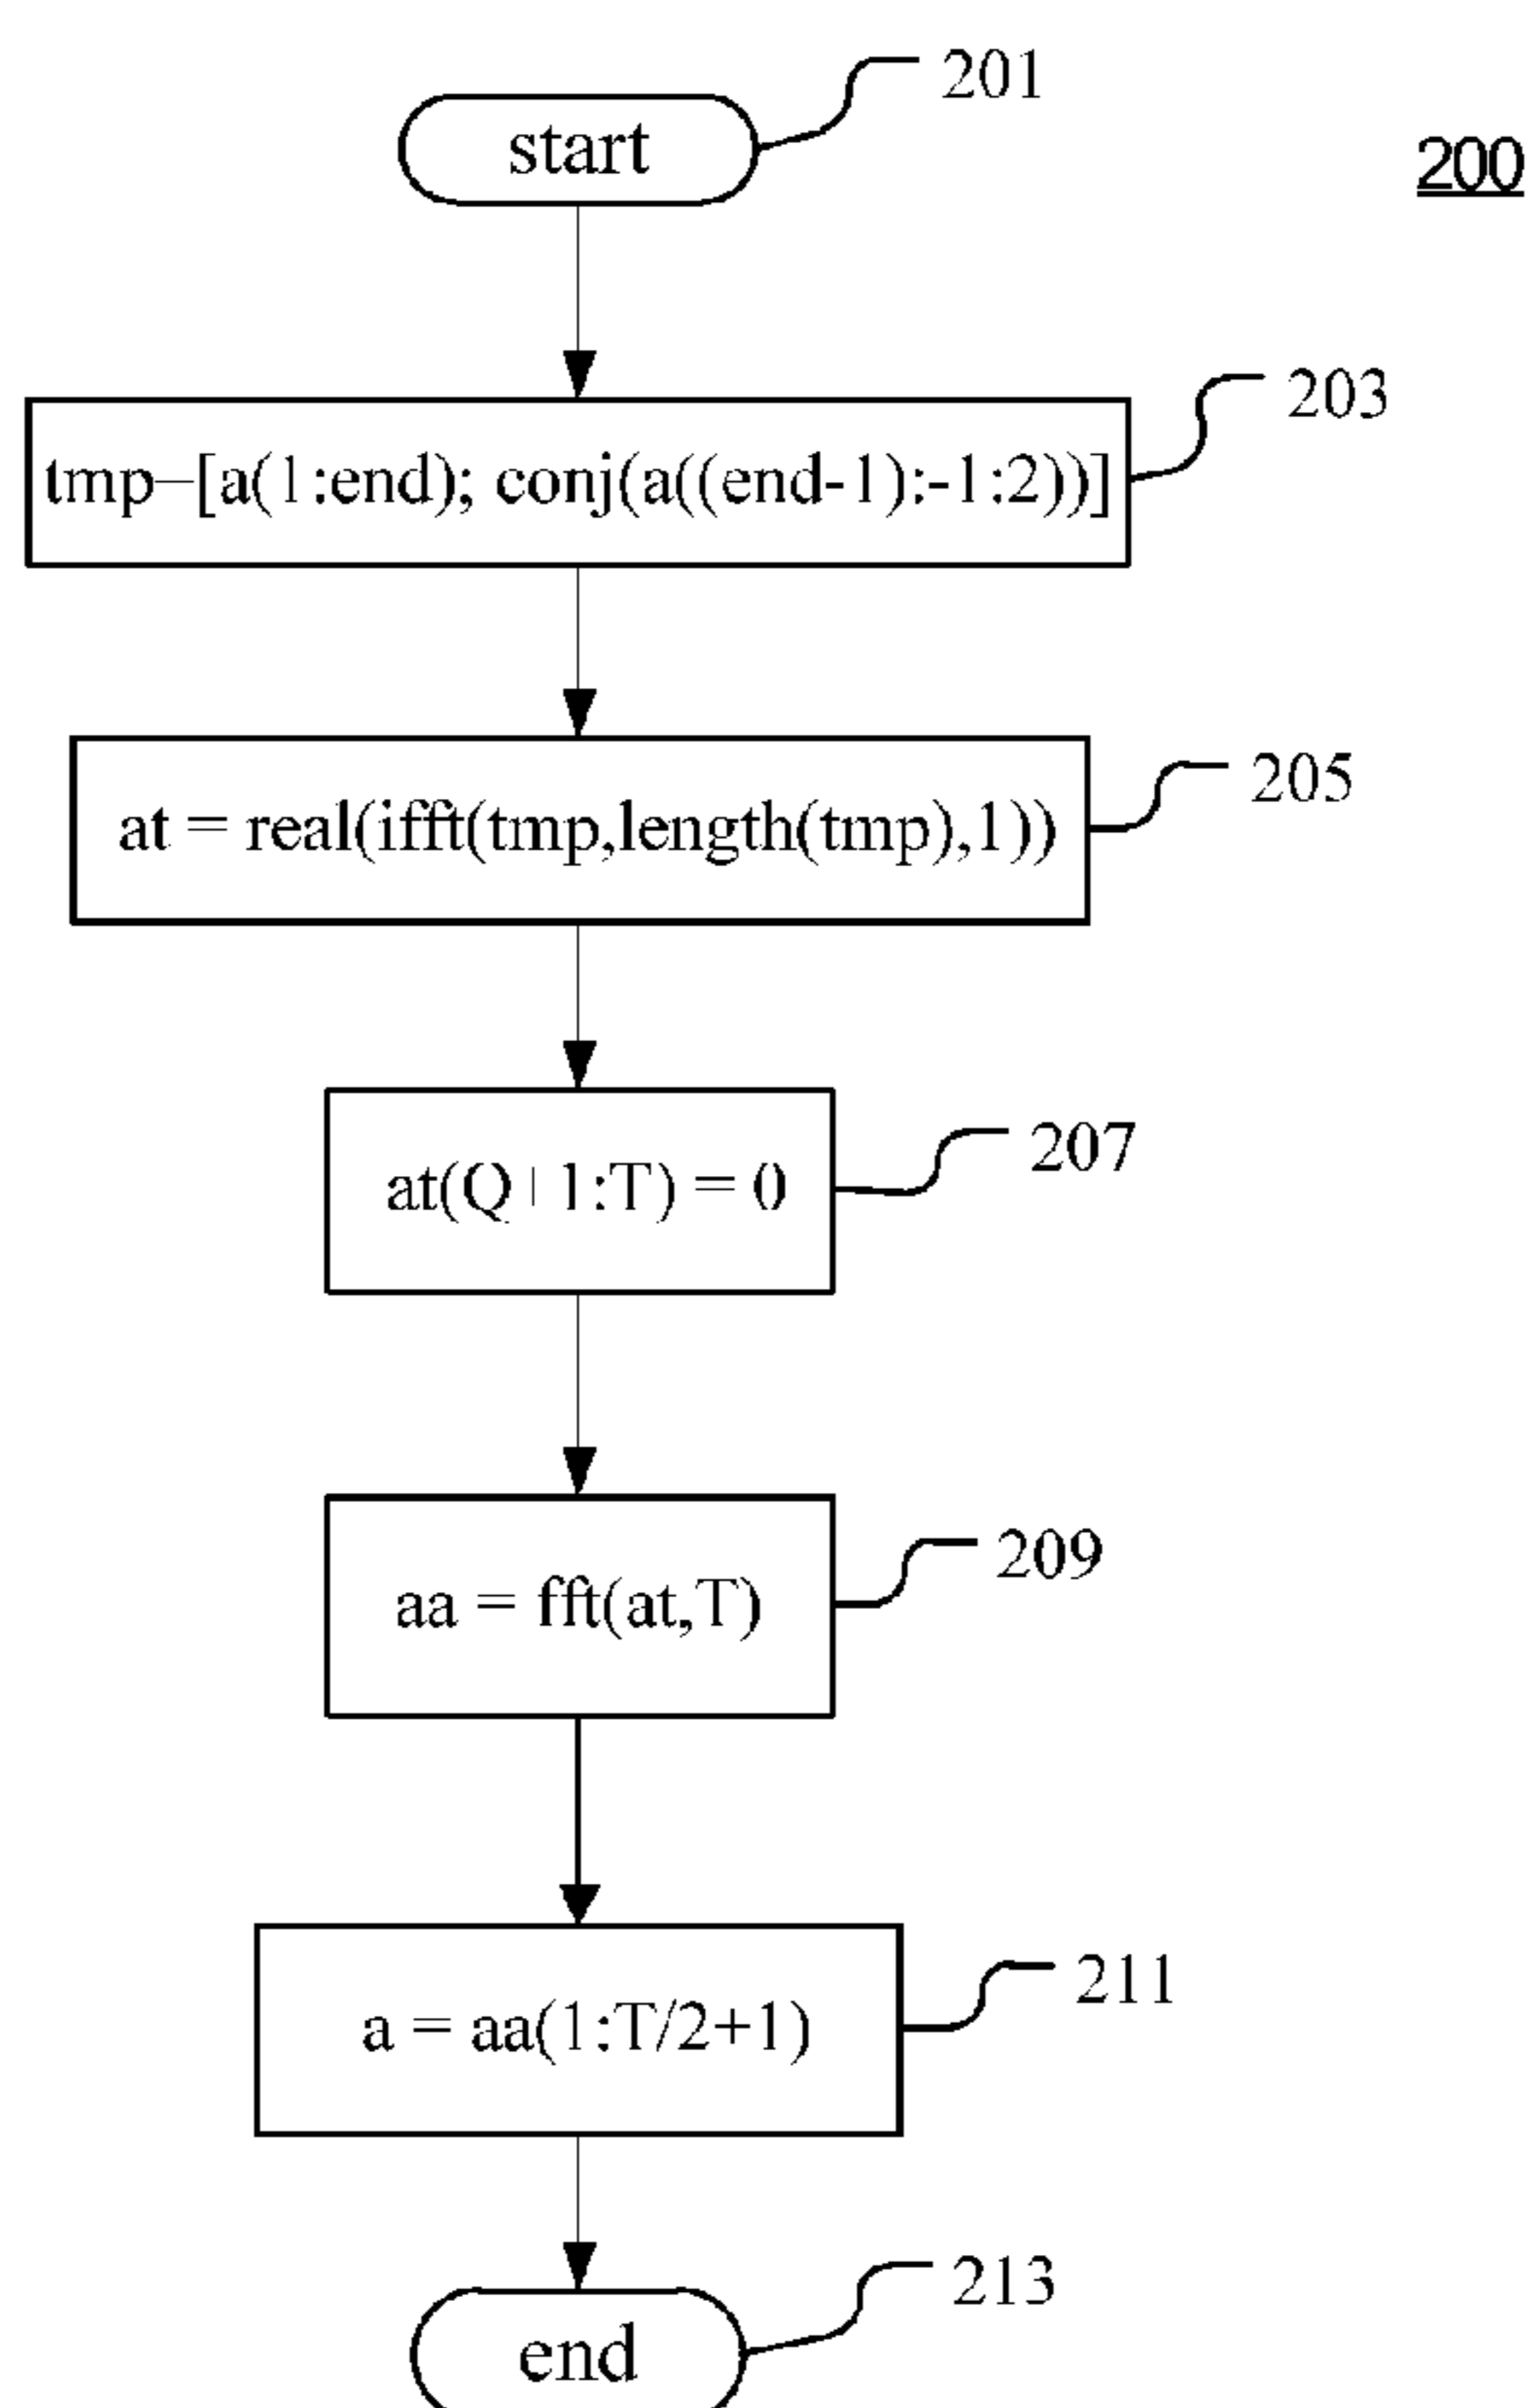 201
start
200
203
tmp–[a(1:end); conj(a((end-1):-1:2))]
205
at = real(ifft(tmp,length(tmp),1))
207
at(Q+1:T) = 0
209
aa = fft(at,T)
211
a = aa(1:T/2+1)
213
end